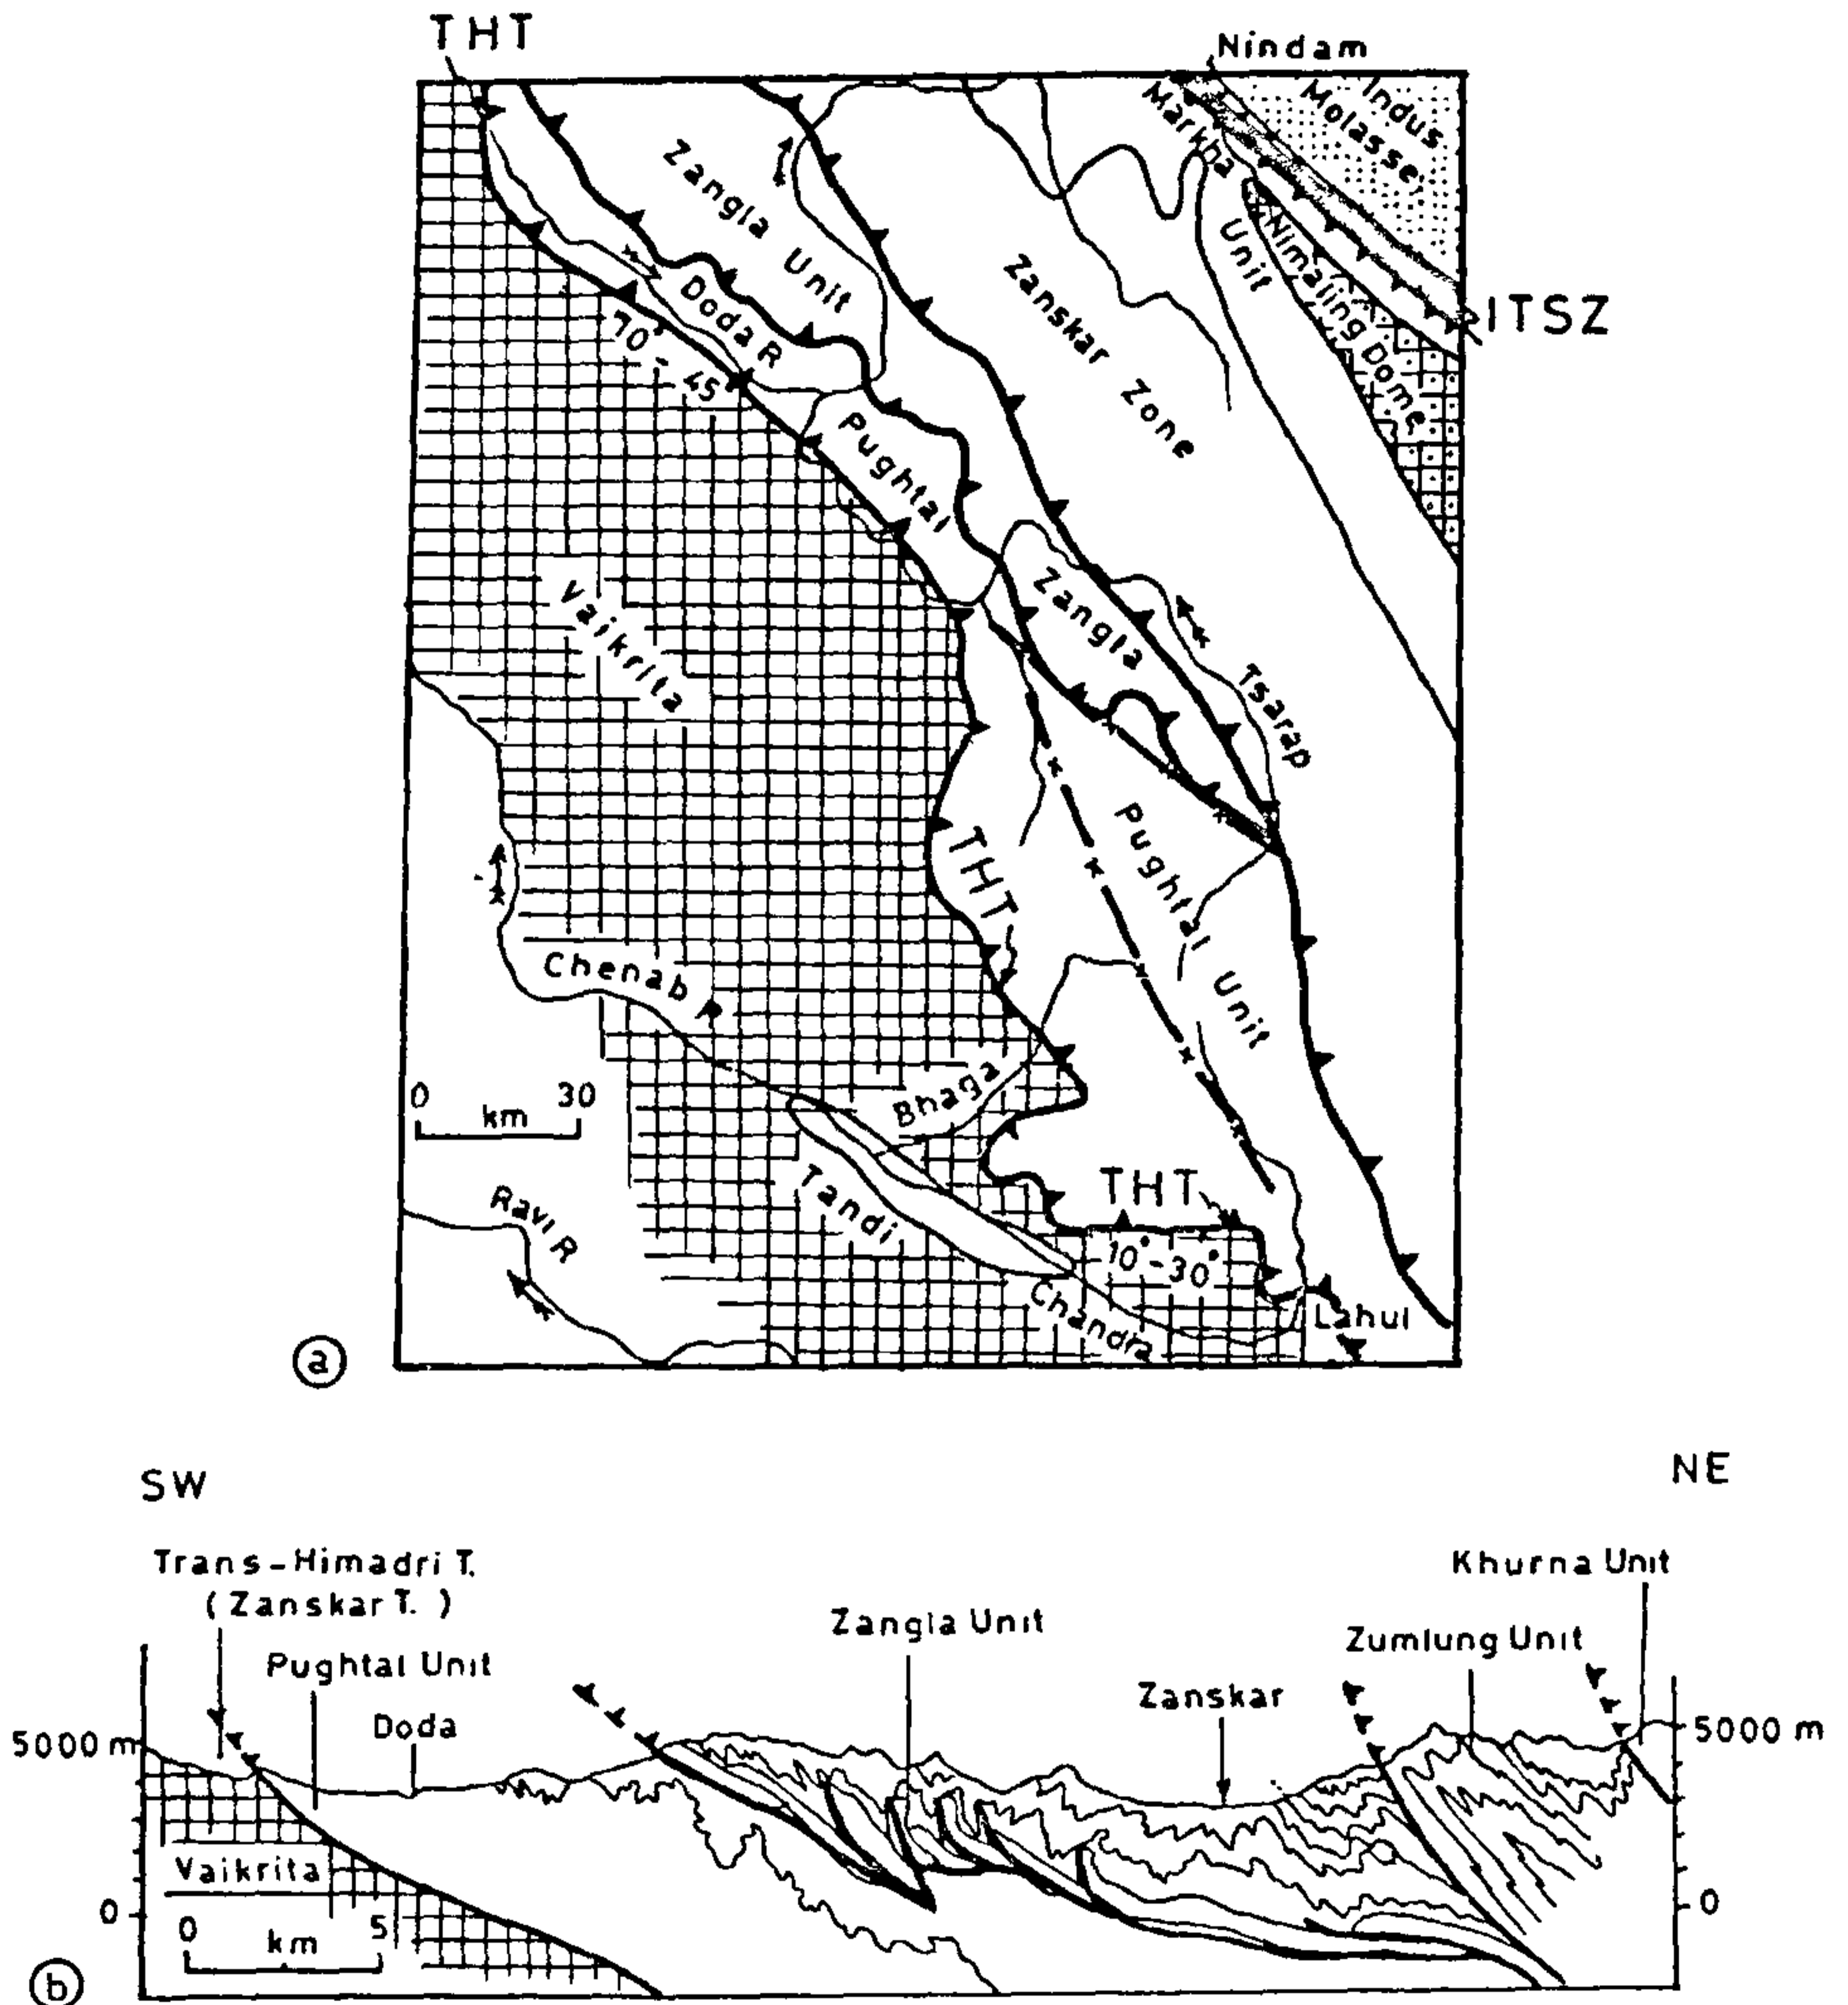 THT
Nindam
Indus
Molasse
Markha
Unit
Nimaling Dome
ITSZ
Zangla Unit
Zanskar Zone
Doda R
70°-
45°
Pughtal
Zangla
Vaikrita
Tsarap
Pughtal Unit
THT
Chenab R
Bhaga
0 30
km
Tandi
THT
10°-30°
Ravi R
Chandra
Lahul
a
SW NE
Trans-Himadri T.
(Zanskar T.)
Khurna Unit
Zangla Unit
Zumlung Unit
Pughtal Unit
Zanskar
Doda
5000 m
5000 m
Vaikrita
0
0
0 5
km
b